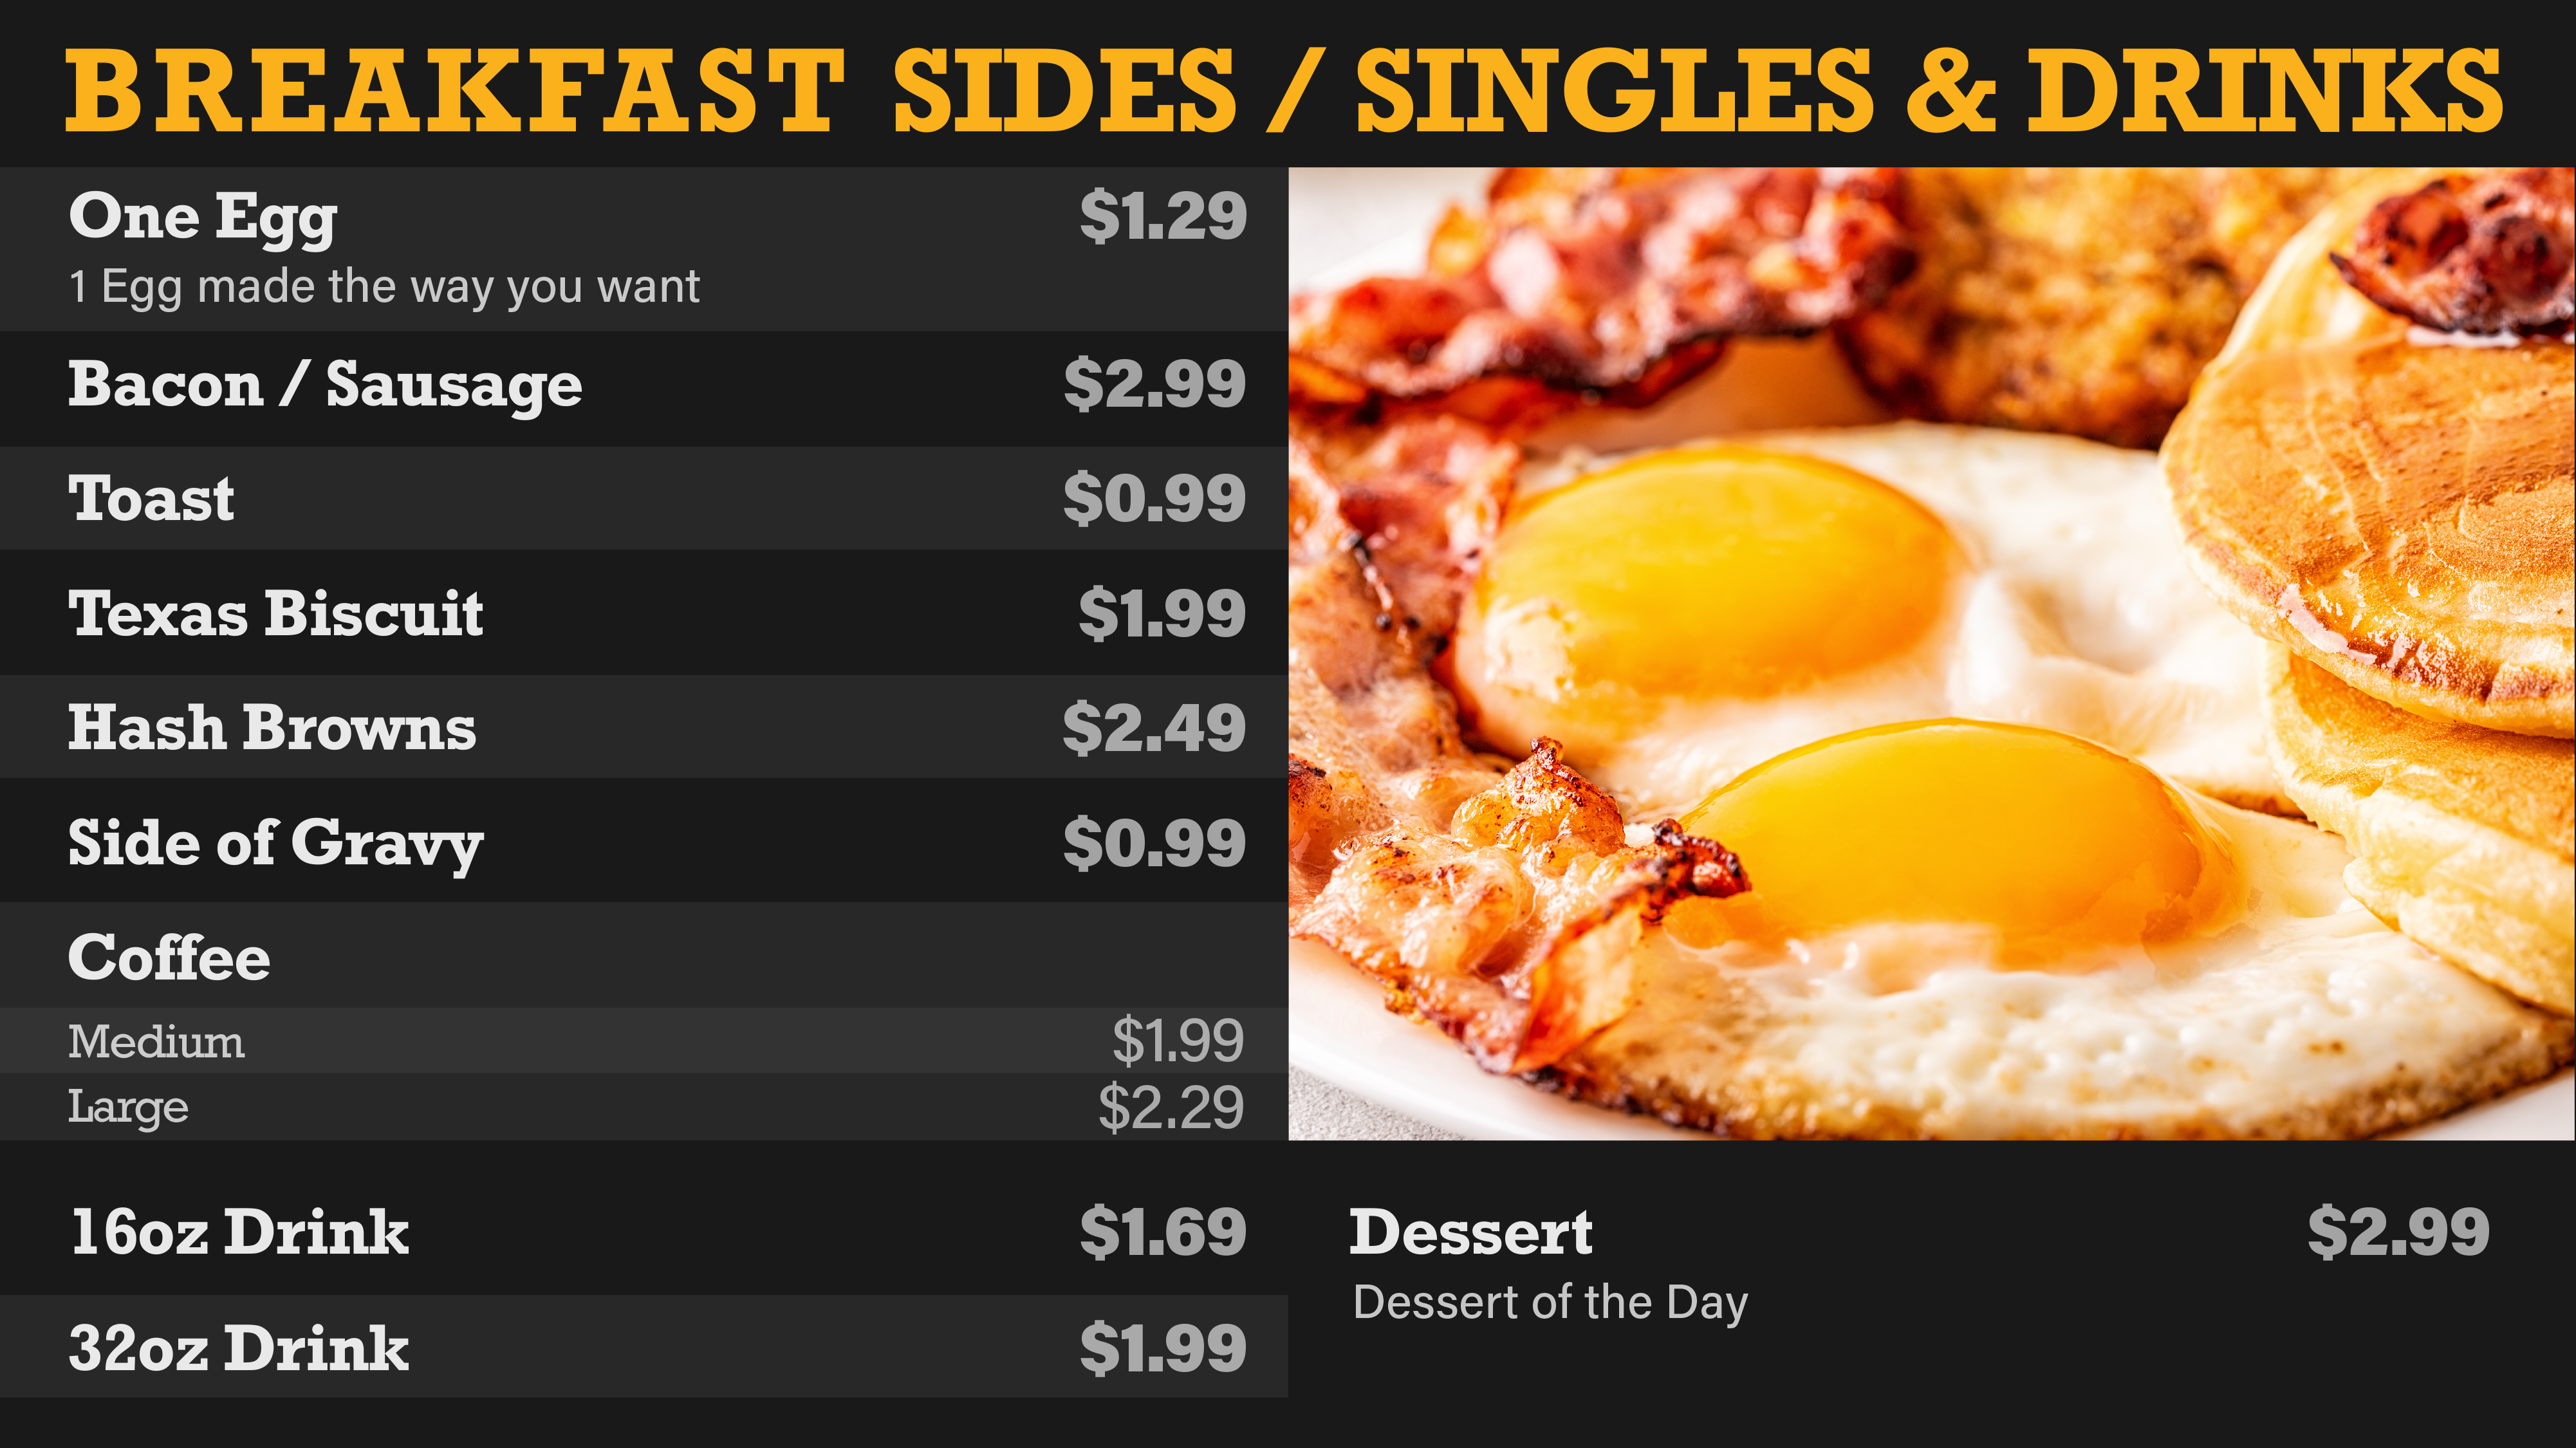 BREAKFAST SIDES / SINGLES & DRINKS
One Egg $1.29
1 Egg made the way you want
Bacon / Sausage $2.99
Toast $0.99
Texas Biscuit $1.99
Hash Browns $2.49
Side of Gravy $0.99
Coffee
Medium $1.99
Large $2.29
16oz Drink $1.69
32oz Drink $1.99
Dessert $2.99
Dessert of the Day